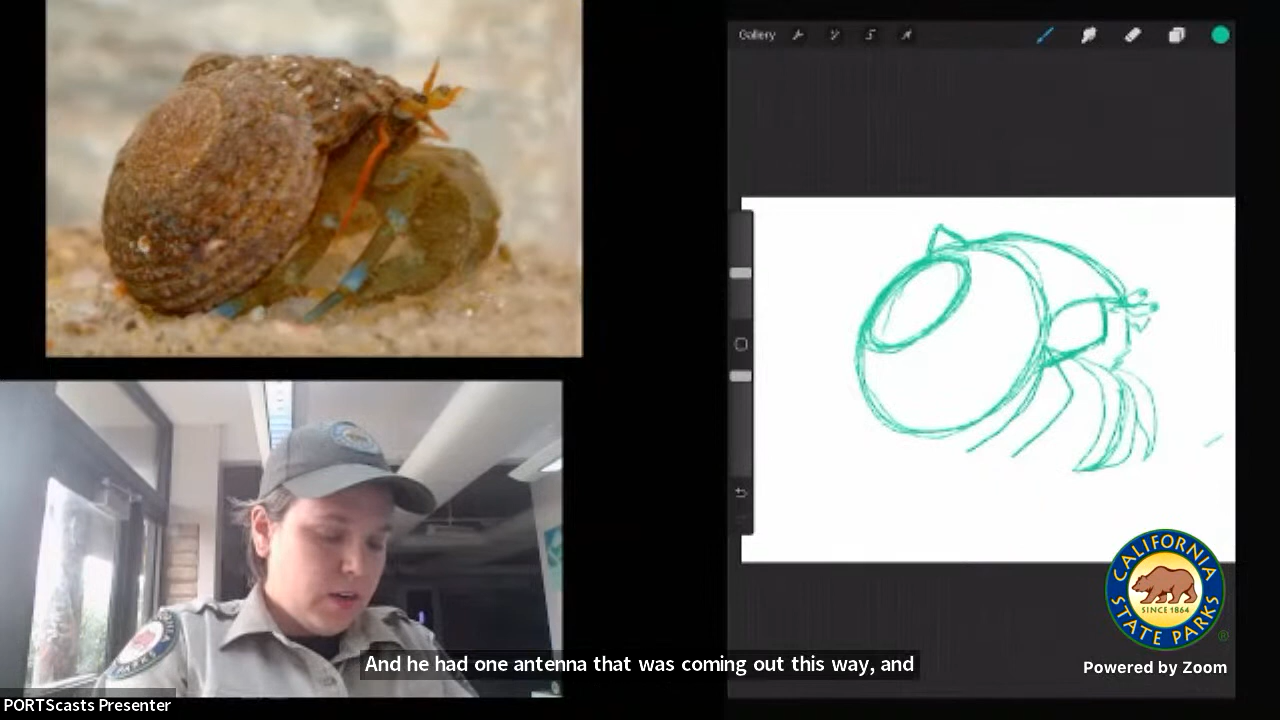 Gallery
CALIFORNIA
SINCE 1864
STATE PARKS
®
Powered by Zoom
And he had one antenna that was coming out this way, and
PORTScasts Presenter